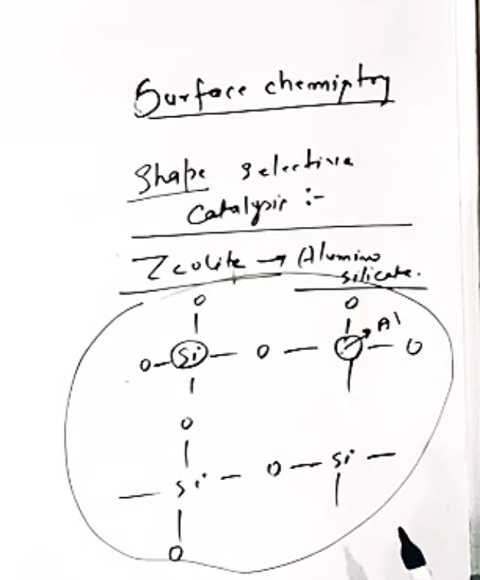 Surface chemistry
Shape selective
Catalysis :-
Zeolite → Alumino
silicate.
O O
O - Si - O - Al - O
O
- Si - O - Si -
O